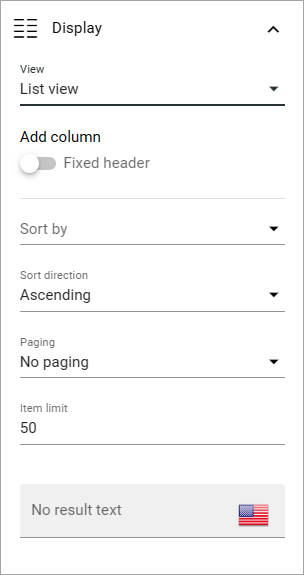 Display
View
List view
Add column
Fixed header
Sort by
Sort direction
Ascending
Paging
No paging
Item limit
50
No result text